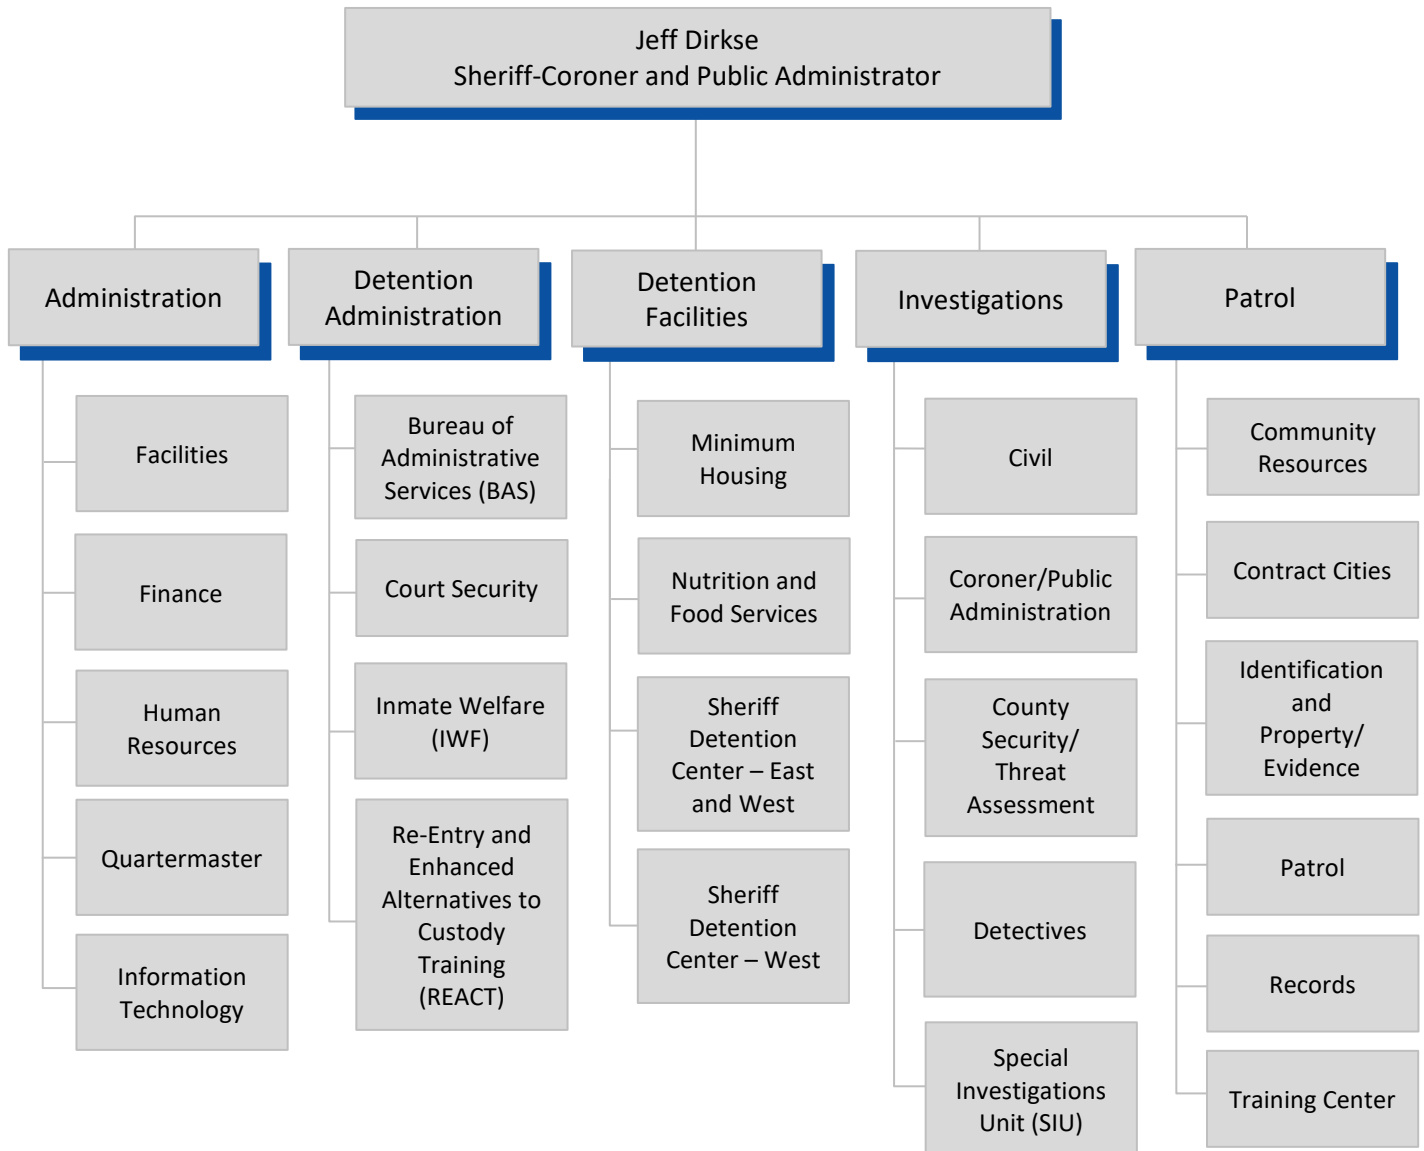 Jeff Dirkse
Sheriff-Coroner and Public Administrator
Administration
Facilities
Finance
Human
Resources
Quartermaster
Information
Technology
Detention
Administration
Bureau of
Administrative
Services (BAS)
Court Security
Inmate Welfare
(IWF)
Re-Entry and
Enhanced
Alternatives to
Custody
Training
(REACT)
Detention
Facilities
Minimum
Housing
Nutrition and
Food Services
Sheriff
Detention
Center – East
and West
Sheriff
Detention
Center – West
Investigations
Civil
Coroner/Public
Administration
County
Security/
Threat
Assessment
Detectives
Special
Investigations
Unit (SIU)
Patrol
Community
Resources
Contract Cities
Identification
and
Property/
Evidence
Patrol
Records
Training Center